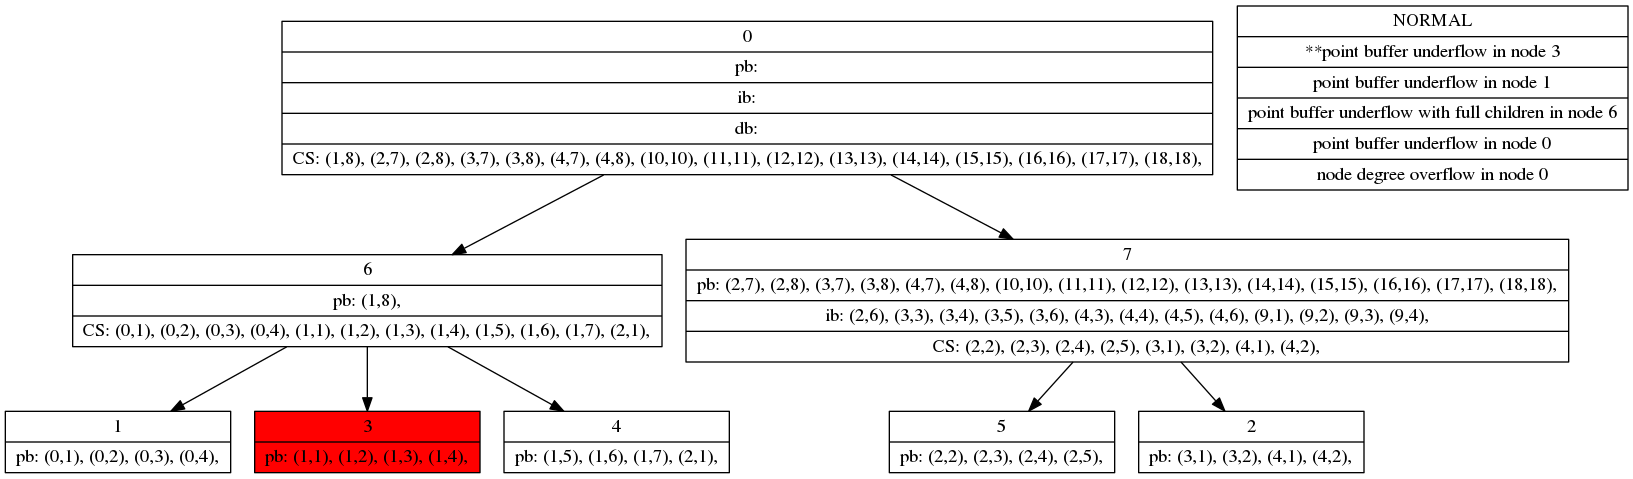 0
pb:
ib:
db:
CS: (1,8), (2,7), (2,8), (3,7), (3,8), (4,7), (4,8), (10,10), (11,11), (12,12), (13,13), (14,14), (15,15), (16,16), (17,17), (18,18),
NORMAL
**point buffer underflow in node 3
point buffer underflow in node 1
point buffer underflow with full children in node 6
point buffer underflow in node 0
node degree overflow in node 0
6
pb: (1,8),
CS: (0,1), (0,2), (0,3), (0,4), (1,1), (1,2), (1,3), (1,4), (1,5), (1,6), (1,7), (2,1),
7
pb: (2,7), (2,8), (3,7), (3,8), (4,7), (4,8), (10,10), (11,11), (12,12), (13,13), (14,14), (15,15), (16,16), (17,17), (18,18),
ib: (2,6), (3,3), (3,4), (3,5), (3,6), (4,3), (4,4), (4,5), (4,6), (9,1), (9,2), (9,3), (9,4),
CS: (2,2), (2,3), (2,4), (2,5), (3,1), (3,2), (4,1), (4,2),
1
pb: (0,1), (0,2), (0,3), (0,4),
3
pb: (1,1), (1,2), (1,3), (1,4),
4
pb: (1,5), (1,6), (1,7), (2,1),
5
pb: (2,2), (2,3), (2,4), (2,5),
2
pb: (3,1), (3,2), (4,1), (4,2),